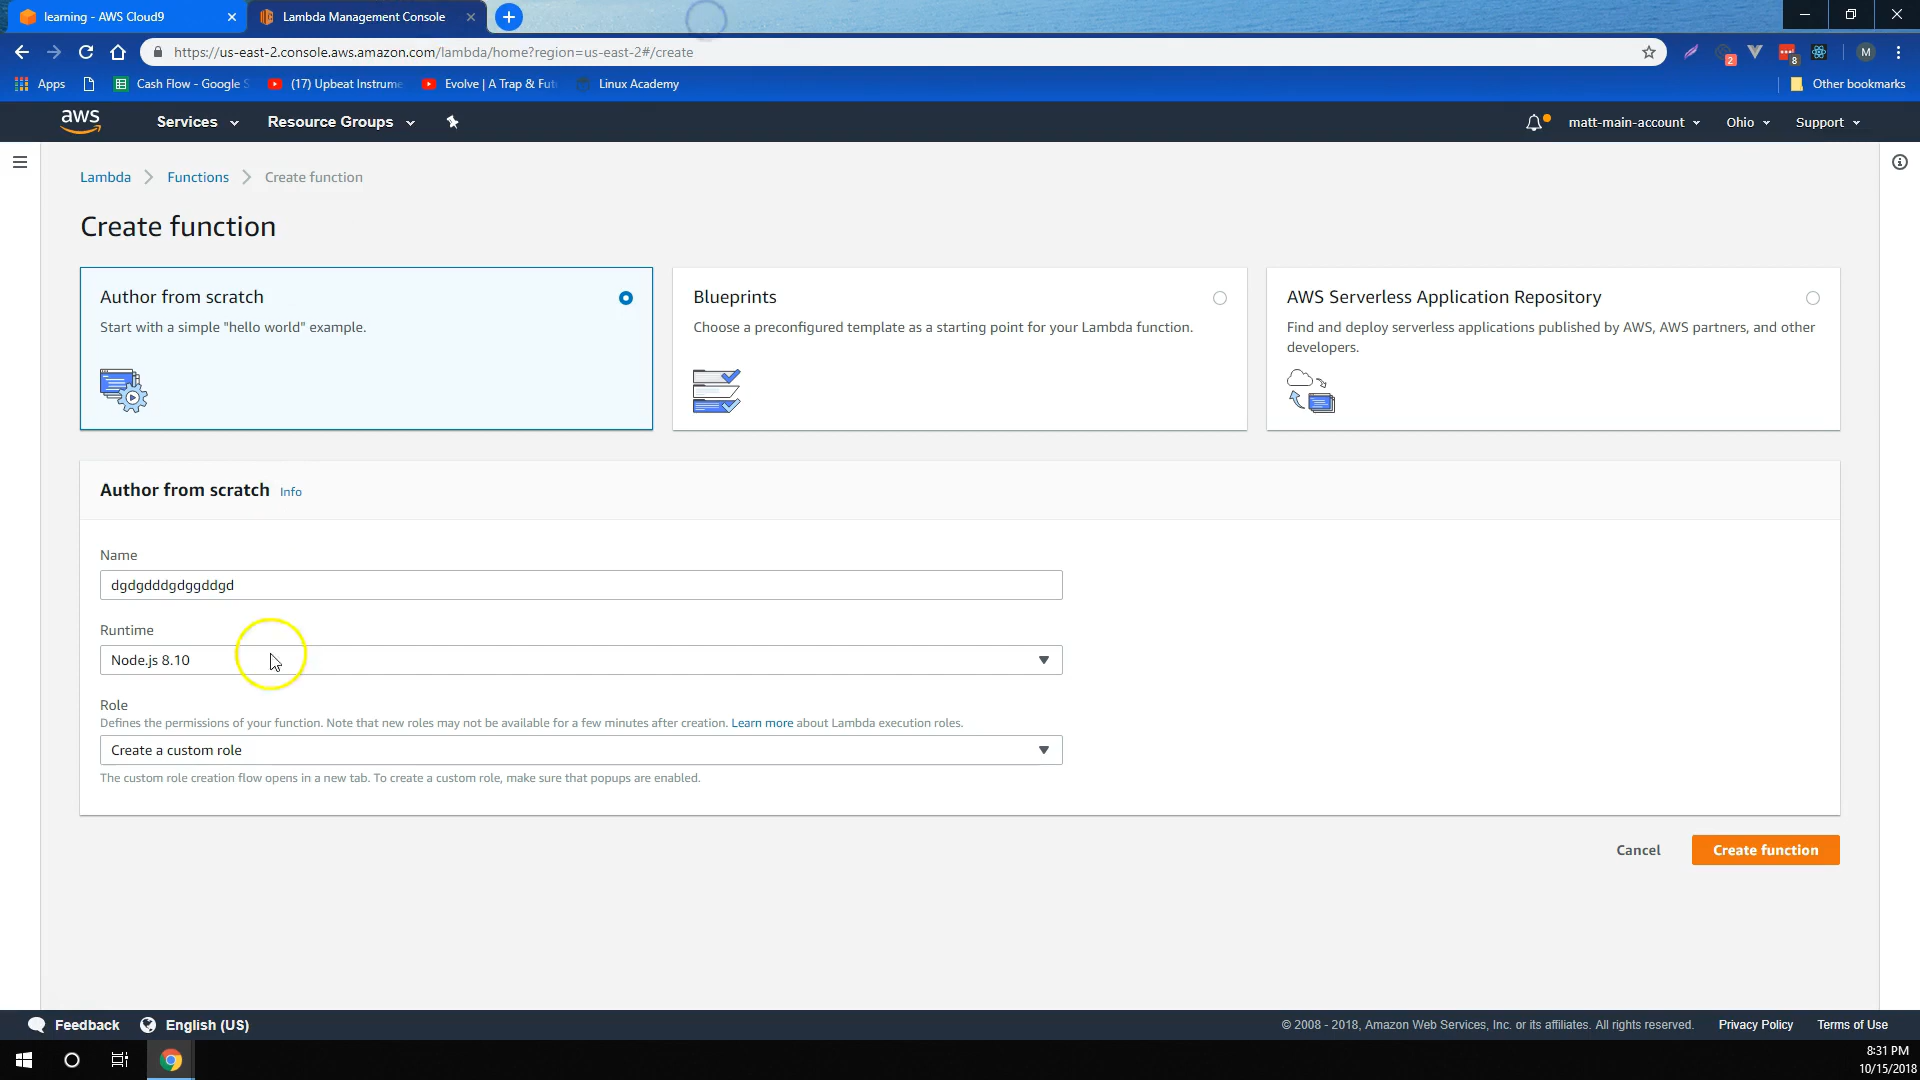 learning - AWS Cloud9
Lambda Management Console
https://us-east-2.console.aws.amazon.com/lambda/home?region=us-east-2#/create
2
8
M
Apps
Cash Flow - Google S
(17) Upbeat Instrume
Evolve | A Trap & Futu
Linux Academy
Other bookmarks
aws
Services
Resource Groups
matt-main-account
Ohio
Support
Lambda
Functions
Create function
Create function
Author from scratch
Start with a simple "hello world" example.
Blueprints
Choose a preconfigured template as a starting point for your Lambda function.
AWS Serverless Application Repository
Find and deploy serverless applications published by AWS, AWS partners, and other
developers.
Author from scratch Info
Name
dgdgdddgdggddgd
Runtime
Node.js 8.10
Role
Defines the permissions of your function. Note that new roles may not be available for a few minutes after creation. Learn more about Lambda execution roles.
Create a custom role
The custom role creation flow opens in a new tab. To create a custom role, make sure that popups are enabled.
Cancel
Create function
Feedback
English (US)
© 2008 - 2018, Amazon Web Services, Inc. or its affiliates. All rights reserved.
Privacy Policy
Terms of Use
8:31 PM
10/15/2018